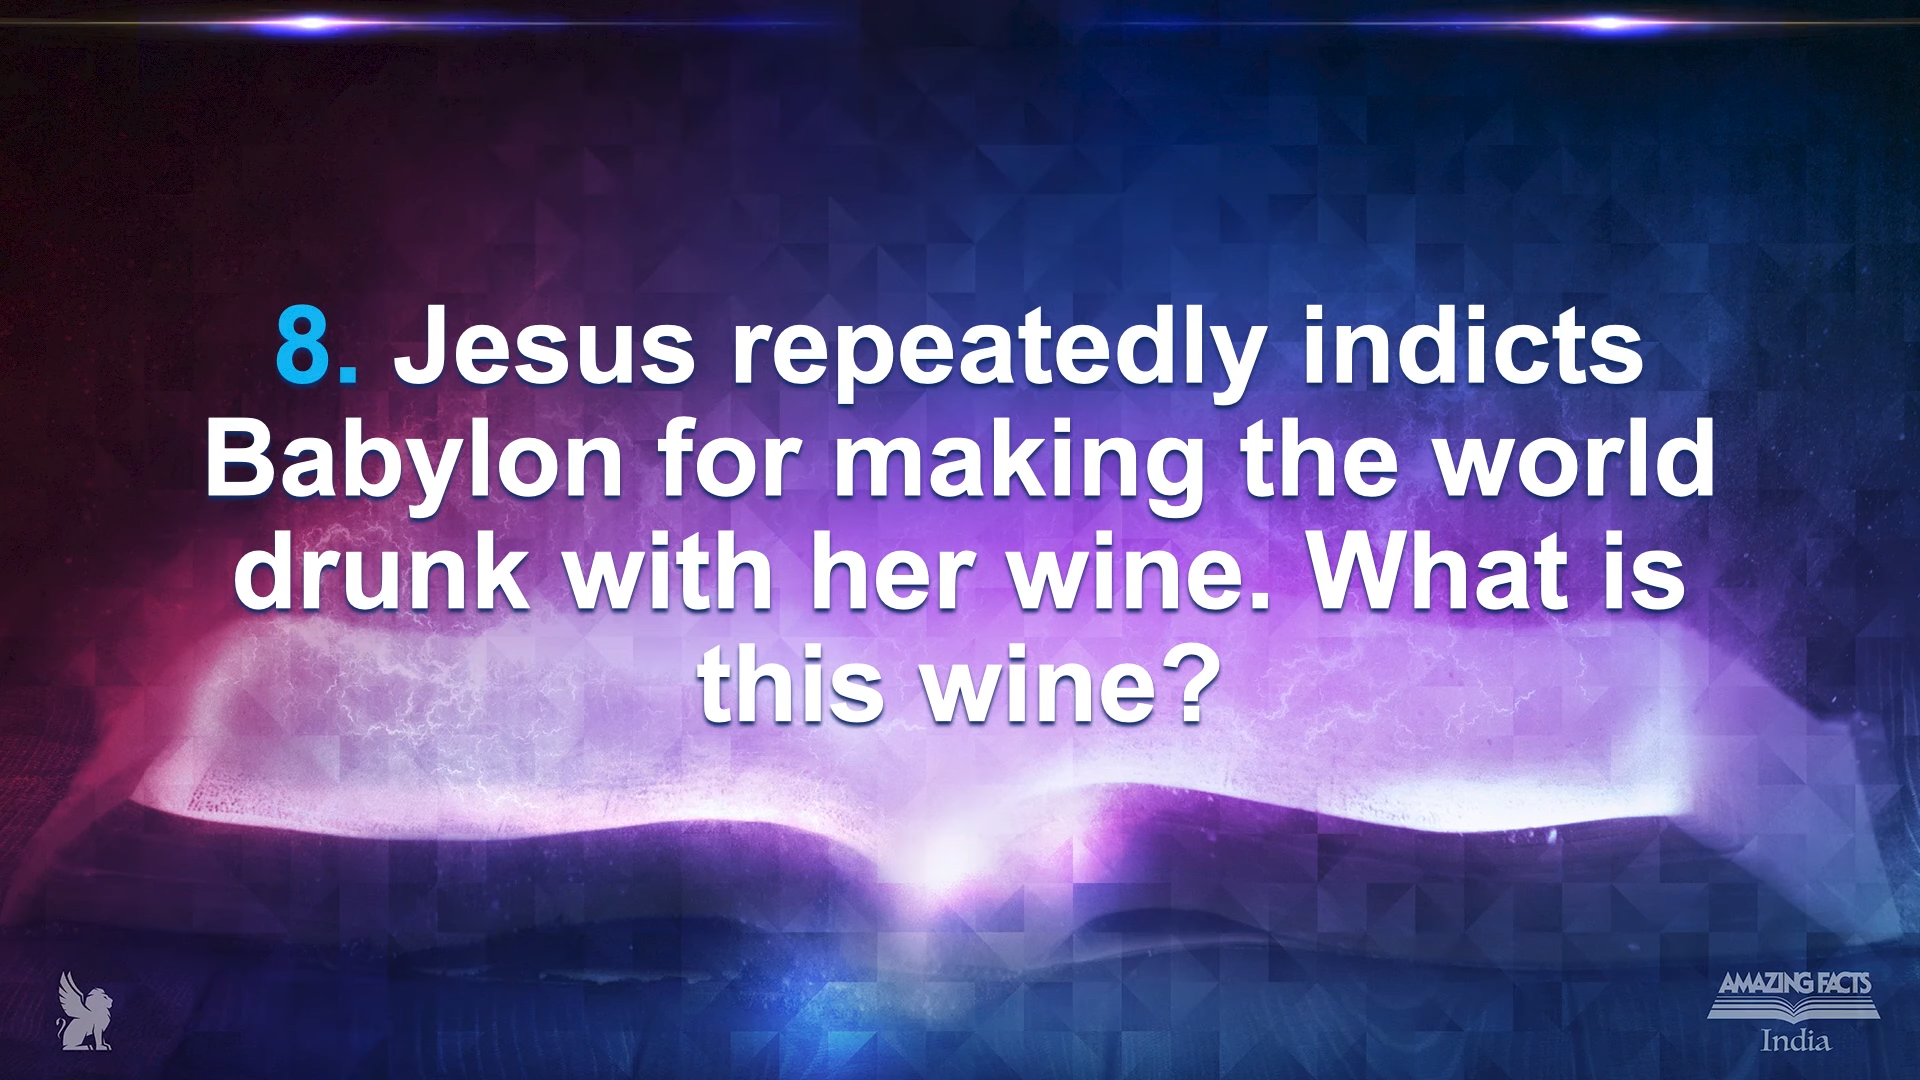 8. Jesus repeatedly indicts
Babylon for making the world
drunk with her wine. What is
this wine?
AMAZING FACTS
India